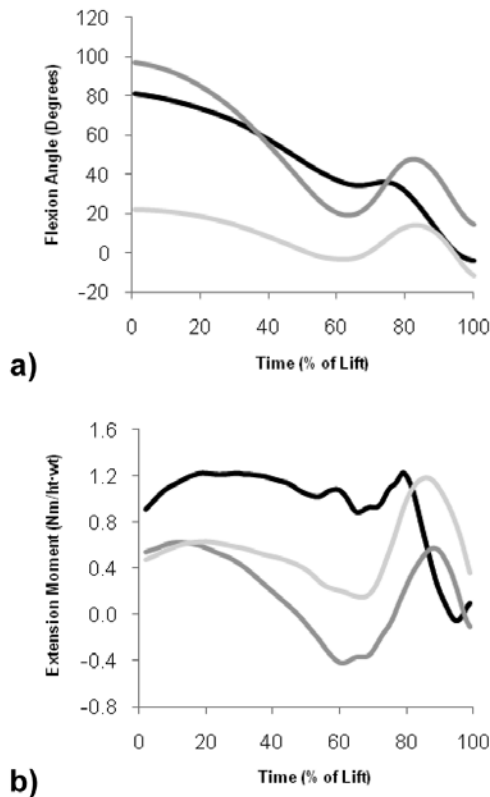 120
100
80
60
40
20
0
-20
Flexion Angle (Degrees)
0 20 40 60 80 100
Time (% of Lift)
a)
1.6
1.2
0.8
0.4
0.0
-0.4
-0.8
Extension Moment (Nm/ht·wt)
0 20 40 60 80 100
Time (% of Lift)
b)